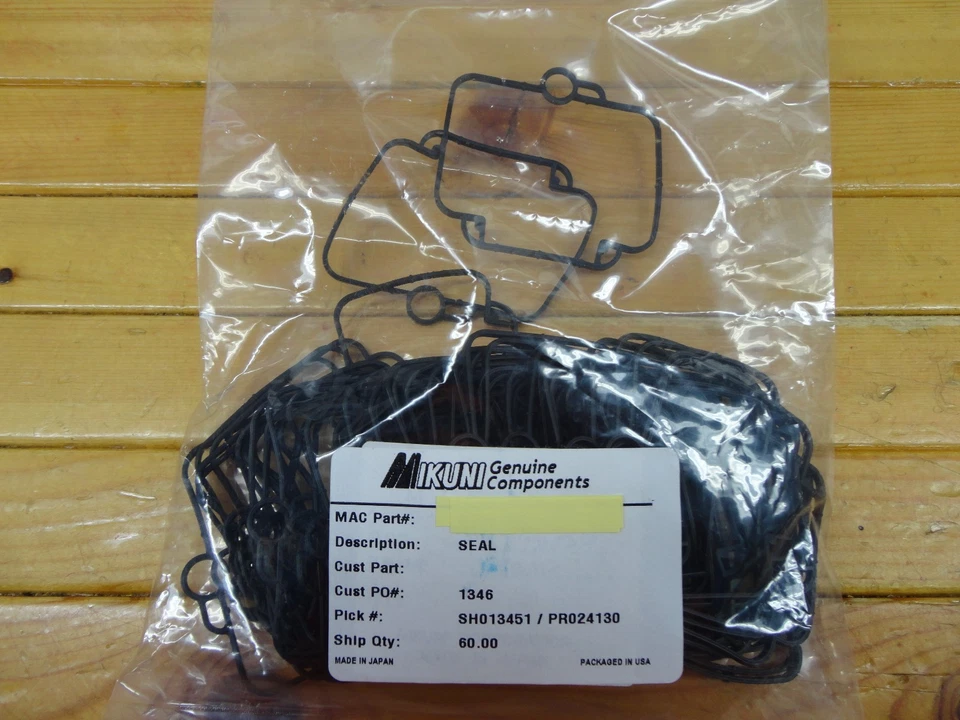 MIKUNI Genuine Components
MAC Part#:
Description: SEAL
Cust Part:
Cust PO#: 1346
Pick #: SH013451 / PR024130
Ship Qty: 60.00
MADE IN JAPAN PACKAGED IN USA